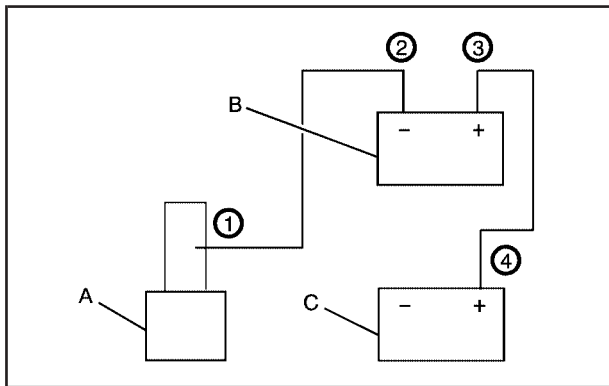 ② ③
B
− +
①
④
A
C
− +